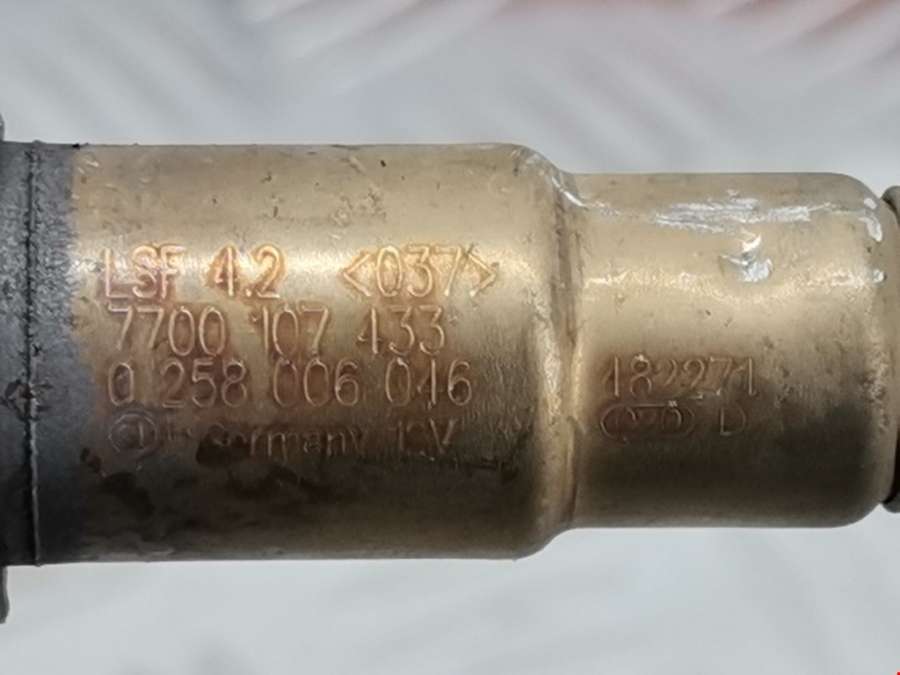 LSF 4.2 <037>
7700 107 433
0 258 006 046
Germany 12V
182271
D